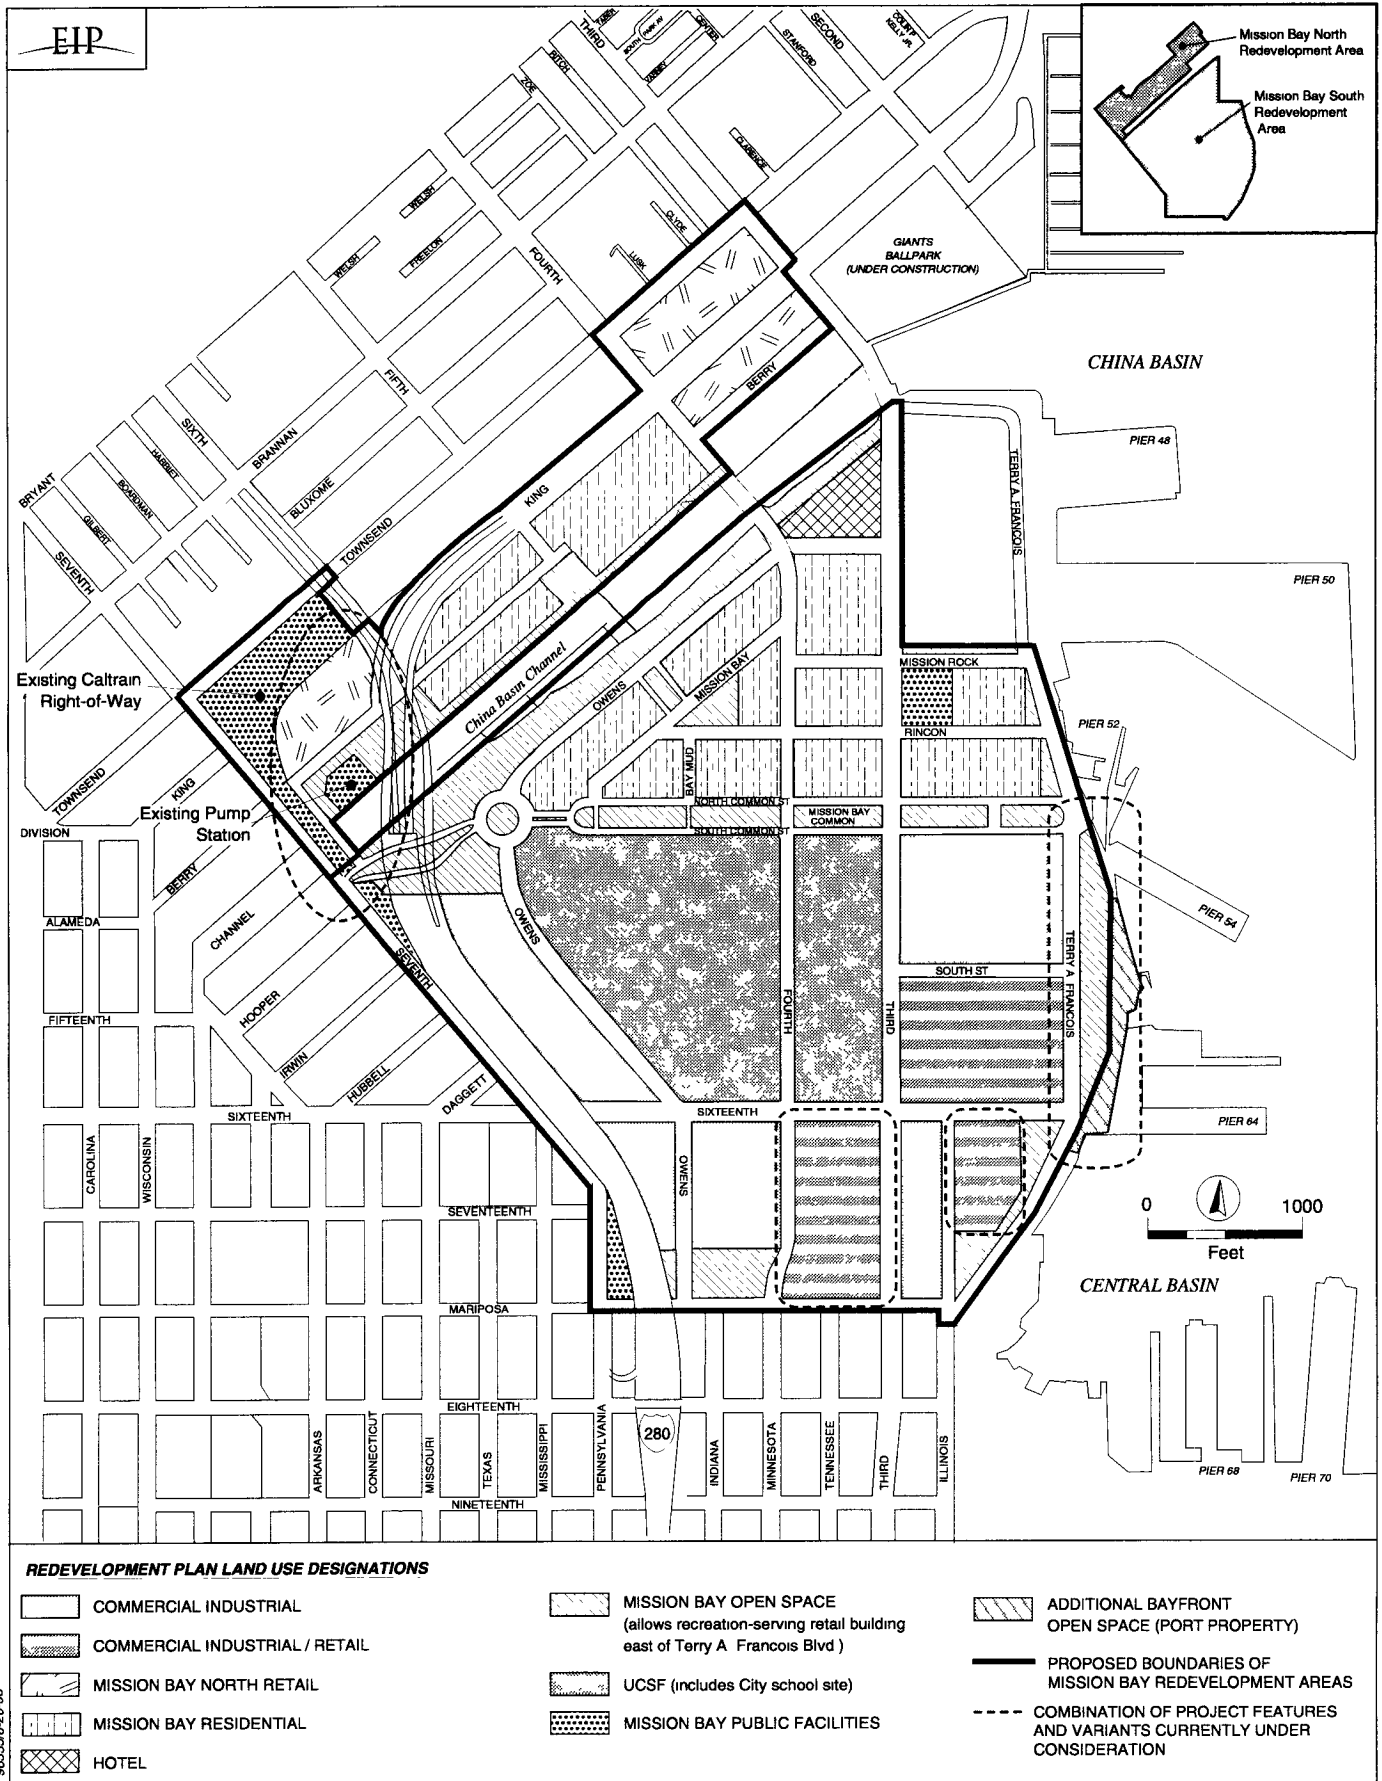 EIP
Mission Bay North
Redevelopment Area
Mission Bay South
Redevelopment
Area
TABER
SOUTH
PARK AV
CENTER
VARNEY
THIRD
RITCH
ZOE
SECOND
STANFORD
COLIN P
KELLY JR.
CLARENCE
WELSH
FREELON
WELSH
CLYDE
LUSK
FOURTH
GIANTS
BALLPARK
(UNDER CONSTRUCTION)
CHINA BASIN
BERRY
FIFTH
SIXTH
BRANNAN
HARRIET
BOARDMAN
BRYANT
GILBERT
SEVENTH
BLUXOME
TOWNSEND
KING
PIER 48
TERRY A. FRANCOIS
PIER 50
Existing Caltrain
Right-of-Way
China Basin Channel
OWENS
MISSION BAY
MISSION ROCK
RINCON
PIER 52
BAY MUD
TOWNSEND
KING
Existing Pump
Station
NORTH COMMON ST
MISSION BAY
COMMON
SOUTH COMMON ST
DIVISION
BERRY
ALAMEDA
CHANNEL
OWENS
PIER 54
SEVENTH
SOUTH ST
TERRY A FRANCOIS
FOURTH
THIRD
FIFTEENTH
HOOPER
IRWIN
HUBBELL
DAGGETT
SIXTEENTH
SIXTEENTH
PIER 64
CAROLINA
WISCONSIN
OWENS
SEVENTEENTH
0
1000
Feet
CENTRAL BASIN
MARIPOSA
EIGHTEENTH
280
ARKANSAS
CONNECTICUT
MISSOURI
TEXAS
MISSISSIPPI
PENNSYLVANIA
INDIANA
MINNESOTA
TENNESSEE
THIRD
ILLINOIS
PIER 68
PIER 70
NINETEENTH
REDEVELOPMENT PLAN LAND USE DESIGNATIONS
COMMERCIAL INDUSTRIAL
COMMERCIAL INDUSTRIAL / RETAIL
MISSION BAY NORTH RETAIL
MISSION BAY RESIDENTIAL
HOTEL
MISSION BAY OPEN SPACE
(allows recreation-serving retail building
east of Terry A Francois Blvd )
UCSF (includes City school site)
MISSION BAY PUBLIC FACILITIES
ADDITIONAL BAYFRONT
OPEN SPACE (PORT PROPERTY)
PROPOSED BOUNDARIES OF
MISSION BAY REDEVELOPMENT AREAS
COMBINATION OF PROJECT FEATURES
AND VARIANTS CURRENTLY UNDER
CONSIDERATION